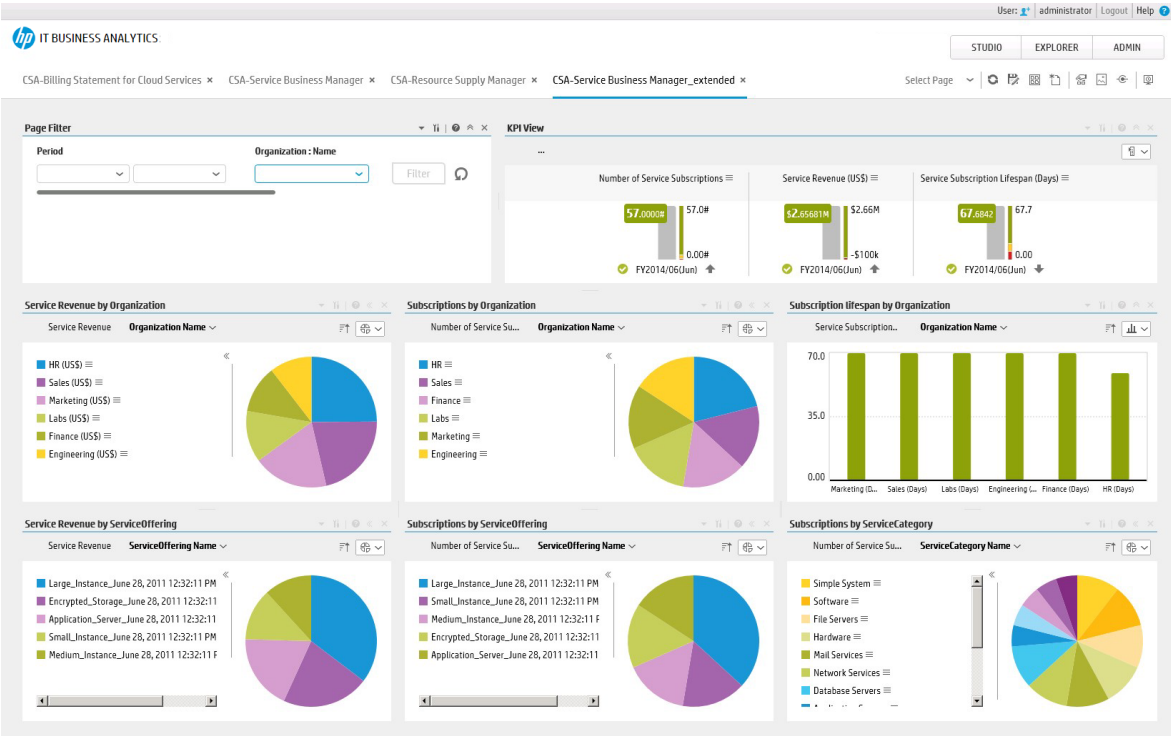 User: administrator Logout Help ?
hp IT BUSINESS ANALYTICS
STUDIO EXPLORER ADMIN
CSA-Billing Statement for Cloud Services × CSA-Service Business Manager × CSA-Resource Supply Manager × CSA-Service Business Manager_extended × Select Page
Page Filter
Period Organization : Name
Filter
KPI View
...
Number of Service Subscriptions Service Revenue (US$) Service Subscription Lifespan (Days)
57.0000# 57.0# $2.65681M $2.66M 67.6842 67.7
0.00# -$100k 0.00
FY2014/06(Jun) FY2014/06(Jun) FY2014/06(Jun)
Service Revenue by Organization
Service Revenue Organization Name
HR (US$)
Sales (US$)
Marketing (US$)
Labs (US$)
Finance (US$)
Engineering (US$)
Subscriptions by Organization
Number of Service Su... Organization Name
HR
Sales
Finance
Labs
Marketing
Engineering
Subscription lifespan by Organization
Service Subscription.. Organization Name
70.0
35.0
0.00
Marketing (D... Sales (Days) Labs (Days) Engineering (... Finance (Days) HR (Days)
Service Revenue by ServiceOffering
Service Revenue ServiceOffering Name
Large_Instance_June 28, 2011 12:32:11 PM
Encrypted_Storage_June 28, 2011 12:32:11
Application_Server_June 28, 2011 12:32:11
Small_Instance_June 28, 2011 12:32:11 PM
Medium_Instance_June 28, 2011 12:32:11 P
Subscriptions by ServiceOffering
Number of Service Su... ServiceOffering Name
Large_Instance_June 28, 2011 12:32:11 PM
Small_Instance_June 28, 2011 12:32:11 PM
Medium_Instance_June 28, 2011 12:32:11 P
Encrypted_Storage_June 28, 2011 12:32:11
Application_Server_June 28, 2011 12:32:11
Subscriptions by ServiceCategory
Number of Service Su... ServiceCategory Name
Simple System
Software
File Servers
Hardware
Mail Services
Network Services
Database Servers